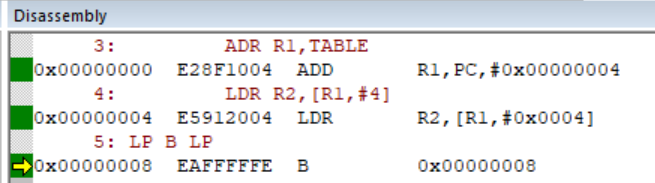 Disassembly
3: ADR R1,TABLE
0x00000000 E28F1004 ADD R1,PC,#0x00000004
4: LDR R2,[R1,#4]
0x00000004 E5912004 LDR R2,[R1,#0x0004]
5: LP B LP
0x00000008 EAFFFFFE B 0x00000008